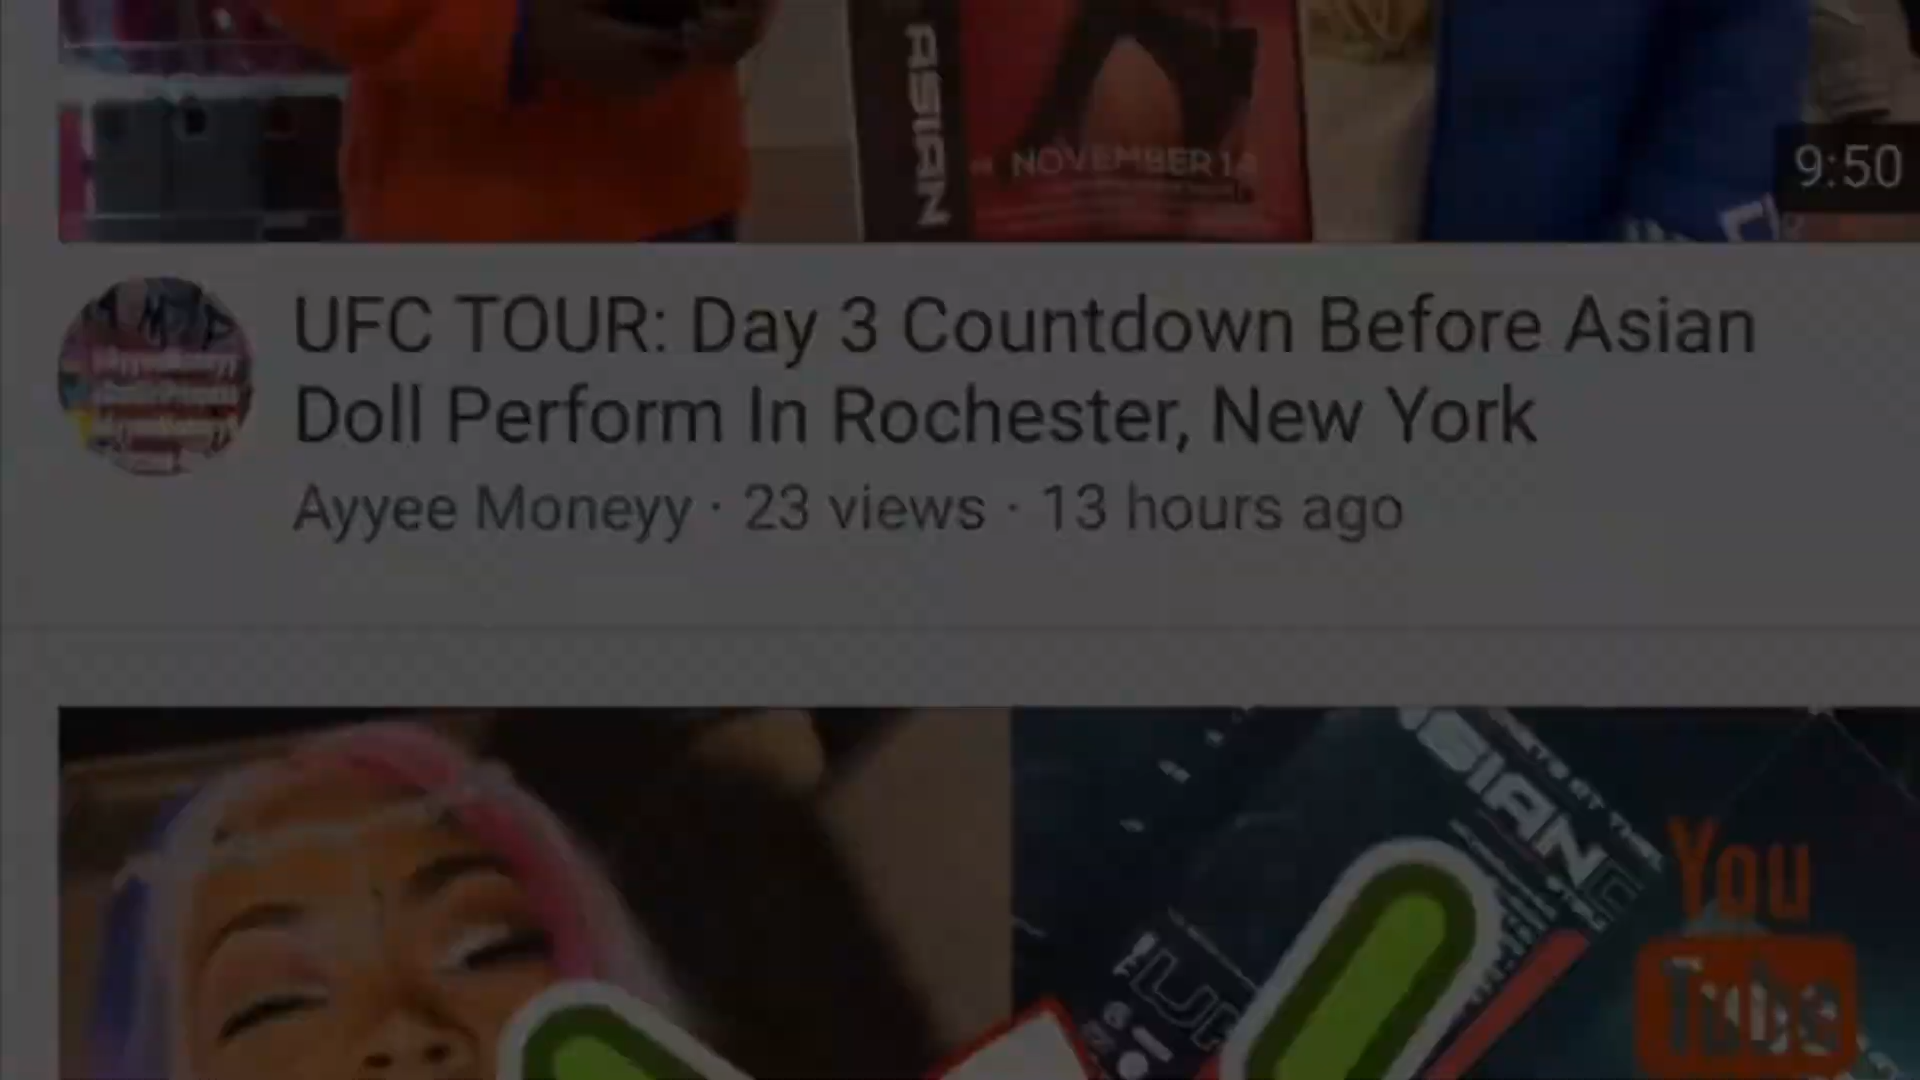 ASIAN
NOVEMBER 14
9:50
UFC TOUR: Day 3 Countdown Before Asian
Doll Perform In Rochester, New York
Ayyee Moneyy · 23 views · 13 hours ago
You
Tube